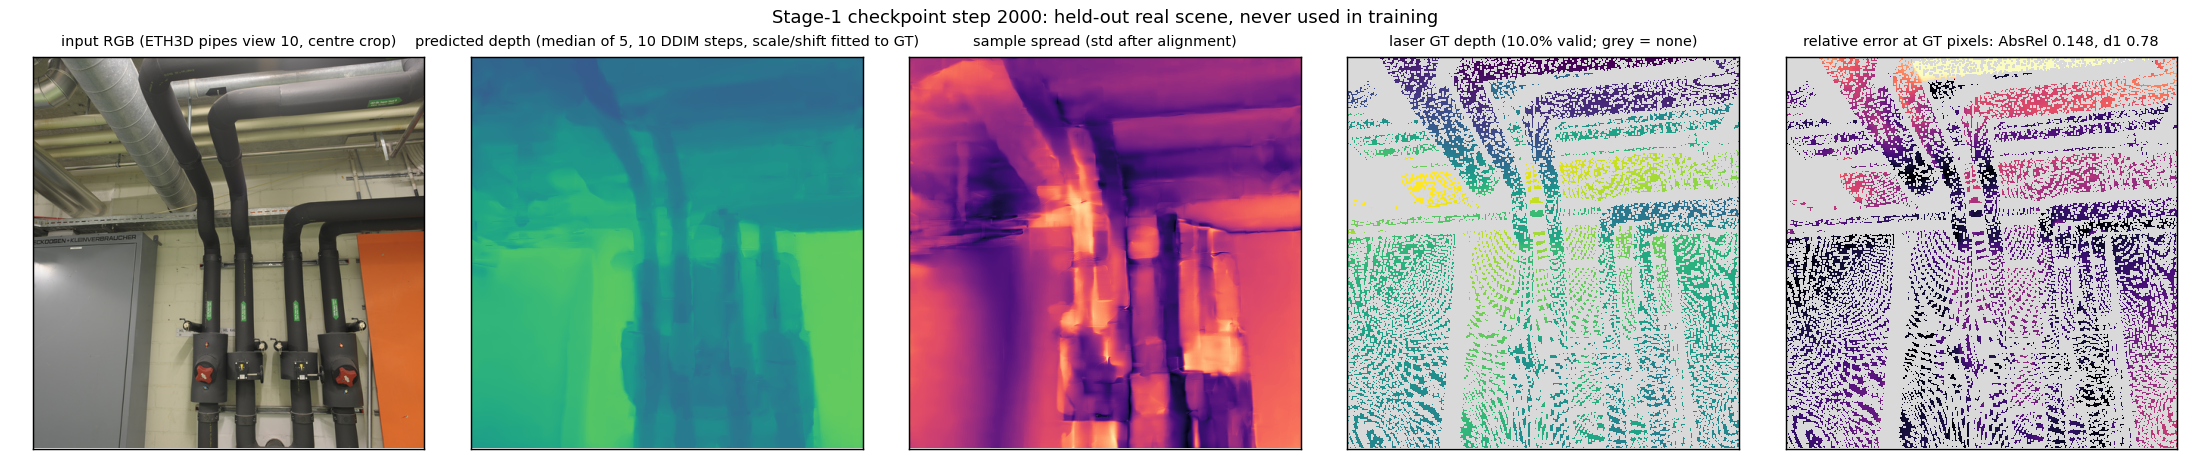 Stage-1 checkpoint step 2000: held-out real scene, never used in training
input RGB (ETH3D pipes view 10, centre crop)
predicted depth (median of 5, 10 DDIM steps, scale/shift fitted to GT)
sample spread (std after alignment)
laser GT depth (10.0% valid; grey = none)
relative error at GT pixels: AbsRel 0.148, d1 0.78